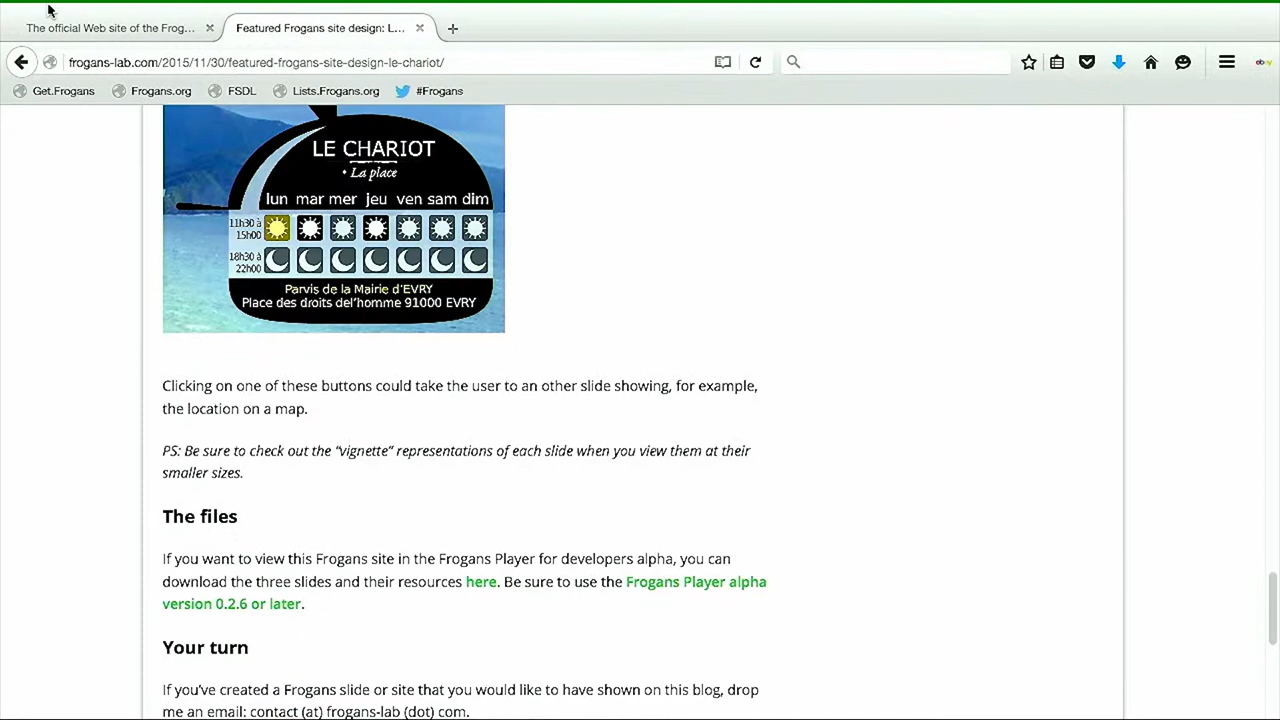 The official Web site of the Frog...
Featured Frogans site design: L...
frogans-lab.com/2015/11/30/featured-frogans-site-design-le-chariot/
ebay
Get.Frogans
Frogans.org
FSDL
Lists.Frogans.org
#Frogans
LE CHARIOT
• La place
lun mar mer jeu ven sam dim
11h30 à
15h00
18h30 à
22h00
Parvis de la Mairie d'EVRY
Place des droits del'homme 91000 EVRY
Clicking on one of these buttons could take the user to an other slide showing, for example,
the location on a map.
PS: Be sure to check out the “vignette” representations of each slide when you view them at their
smaller sizes.
The files
If you want to view this Frogans site in the Frogans Player for developers alpha, you can
download the three slides and their resources here. Be sure to use the Frogans Player alpha
version 0.2.6 or later.
Your turn
If you’ve created a Frogans slide or site that you would like to have shown on this blog, drop
me an email: contact (at) frogans-lab (dot) com.